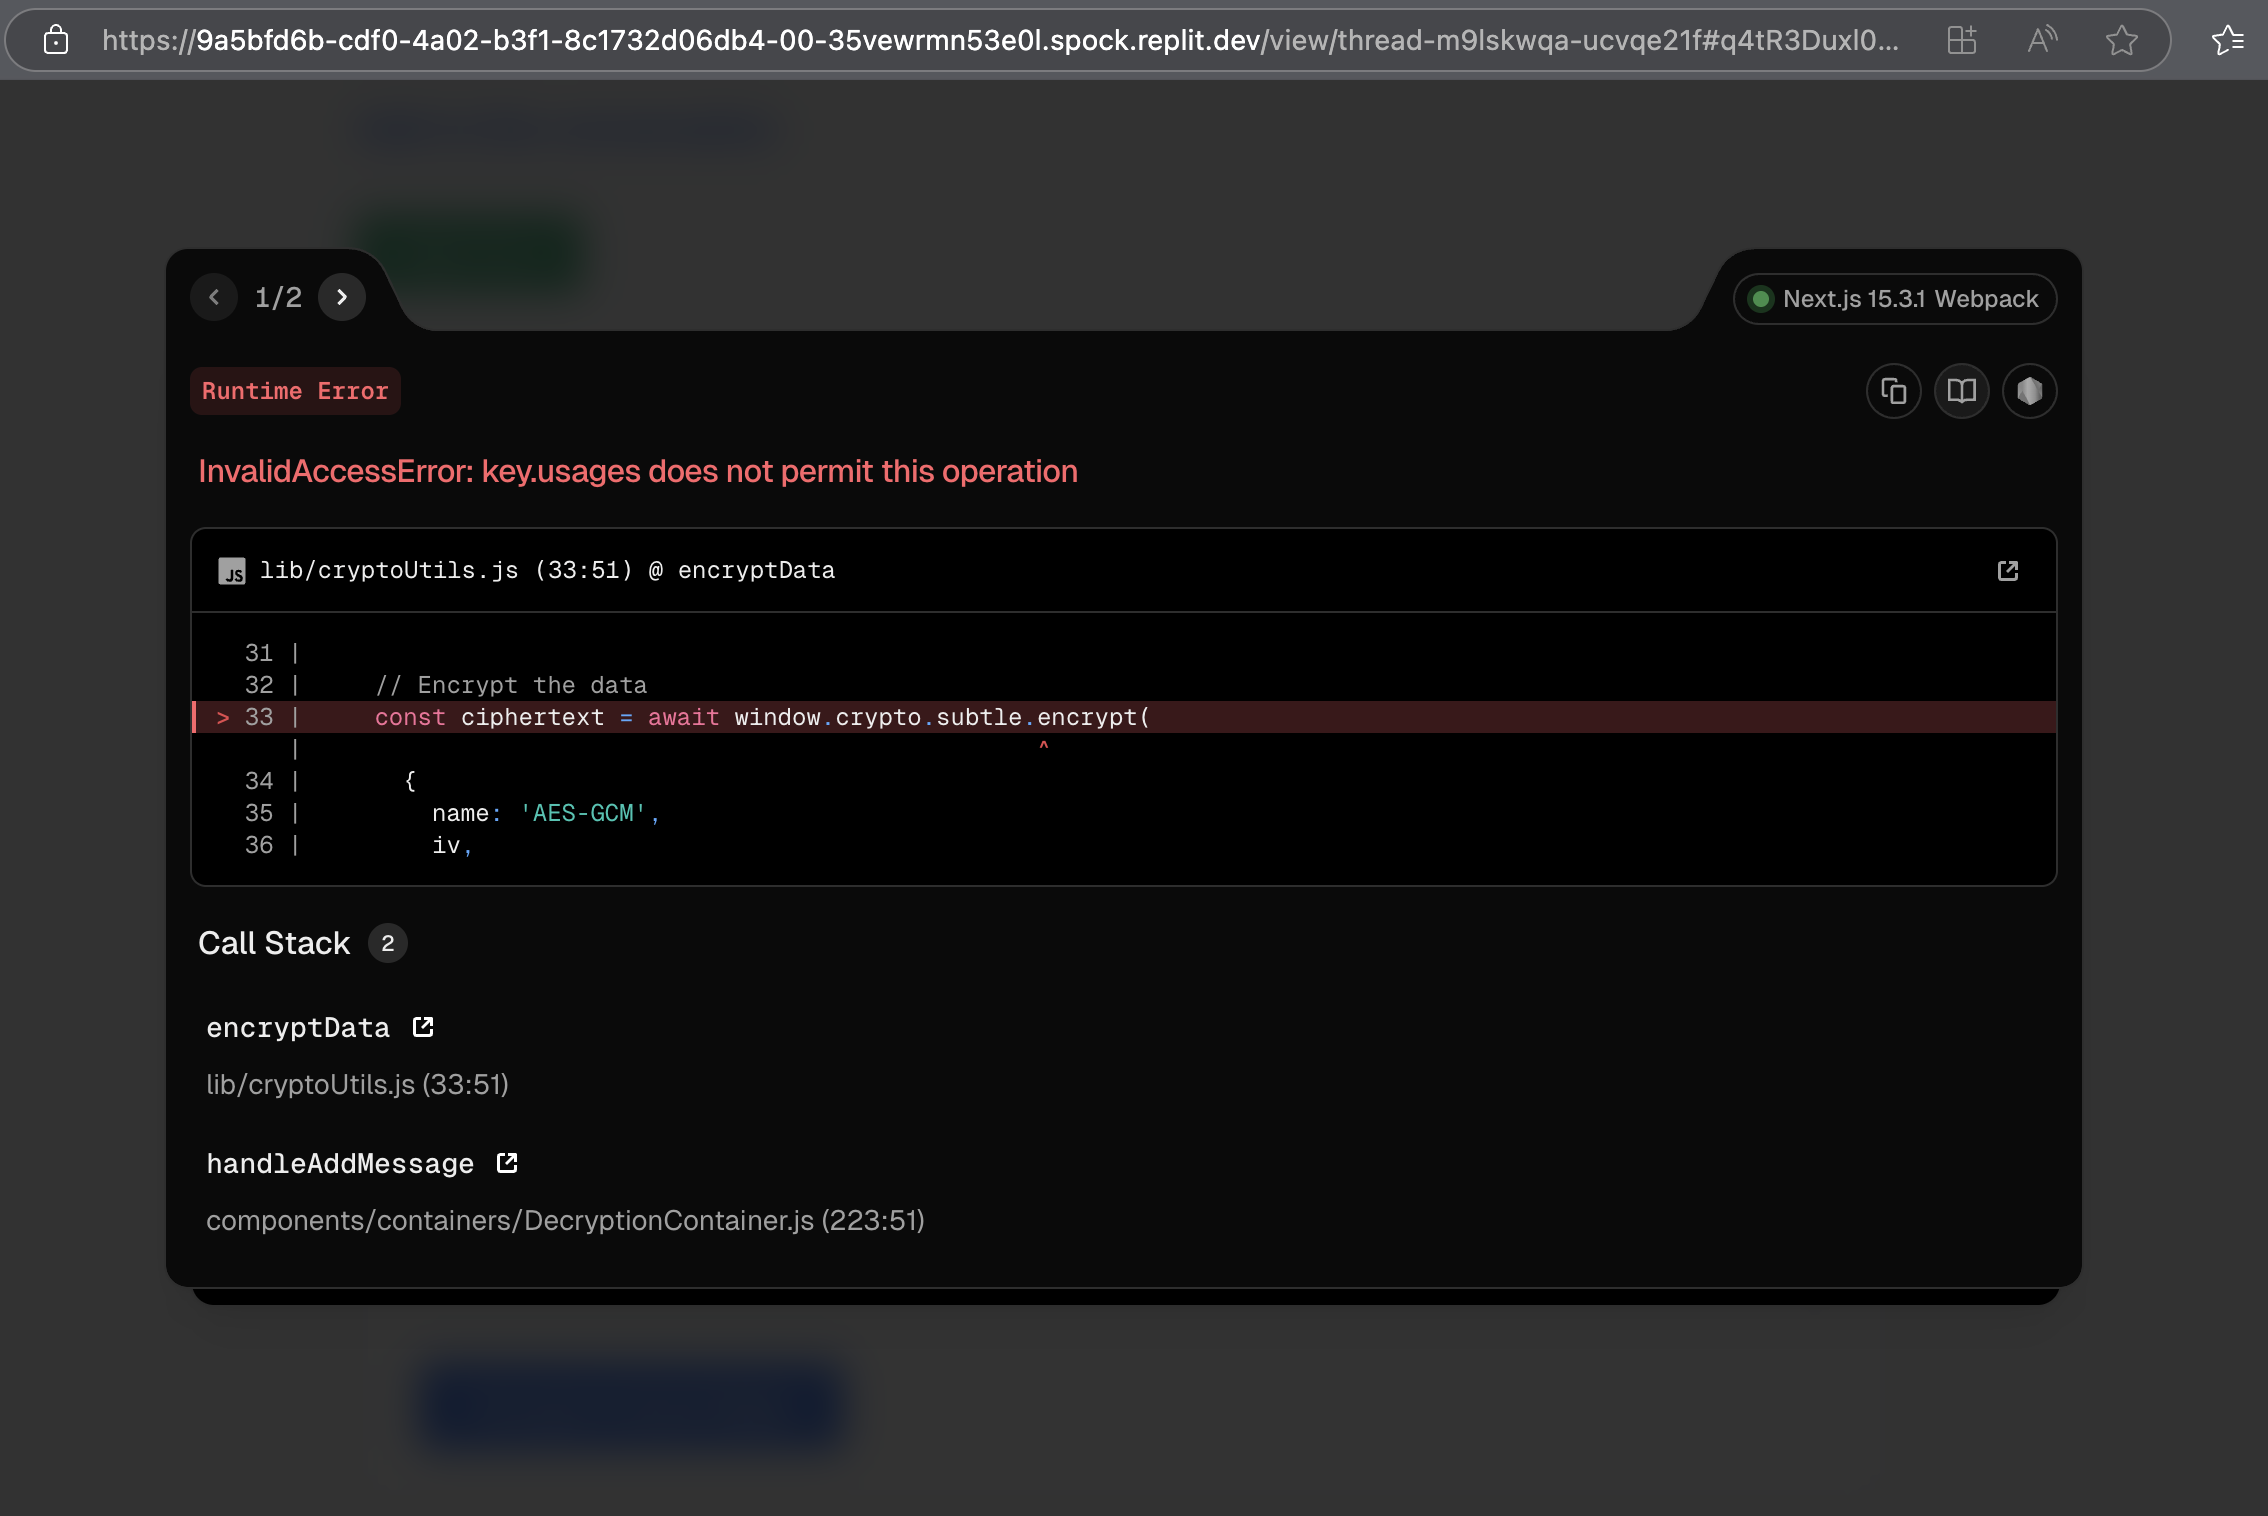 https://9a5bfd6b-cdf0-4a02-b3f1-8c1732d06db4-00-35vewrmn53e0l.spock.replit.dev/view/thread-m9lskwqa-ucvqe21f#q4tR3Duxl0...
1/2
Next.js 15.3.1 Webpack
Runtime Error
InvalidAccessError: key.usages does not permit this operation
JS lib/cryptoUtils.js (33:51) @ encryptData
31 |
32 |     // Encrypt the data
> 33 |     const ciphertext = await window.crypto.subtle.encrypt(
|                                                   ^
34 |       {
35 |         name: 'AES-GCM',
36 |         iv,
Call Stack 2
encryptData
lib/cryptoUtils.js (33:51)
handleAddMessage
components/containers/DecryptionContainer.js (223:51)